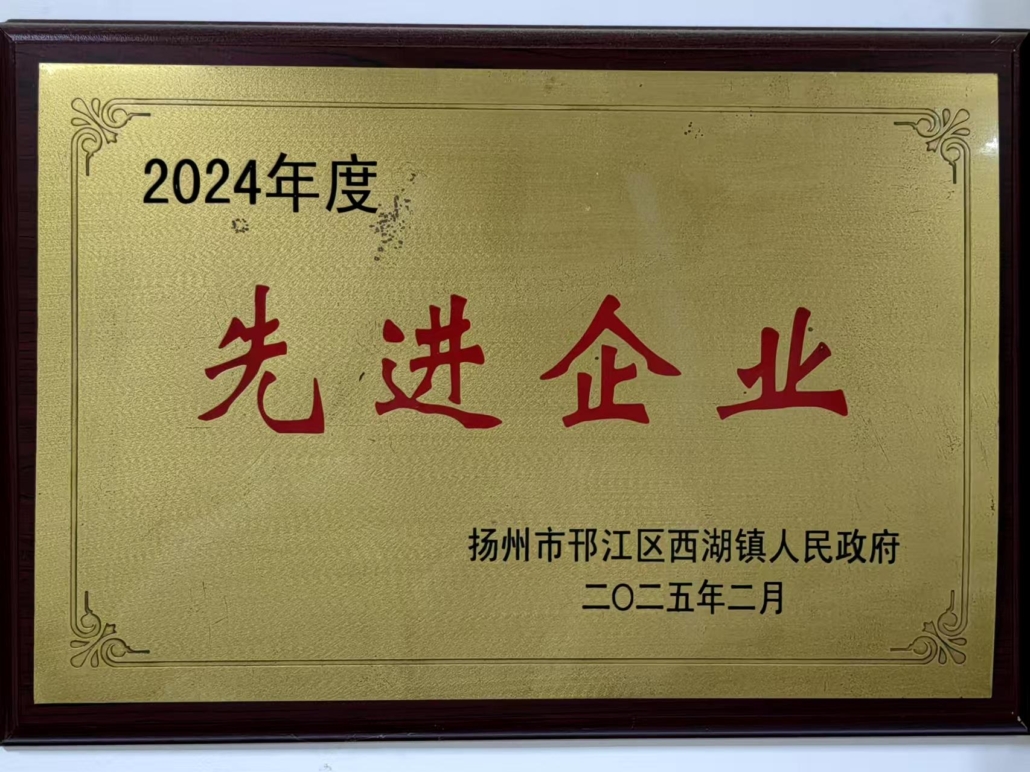 2024年度
先进企业
扬州市邗江区西湖镇人民政府
二〇二五年二月